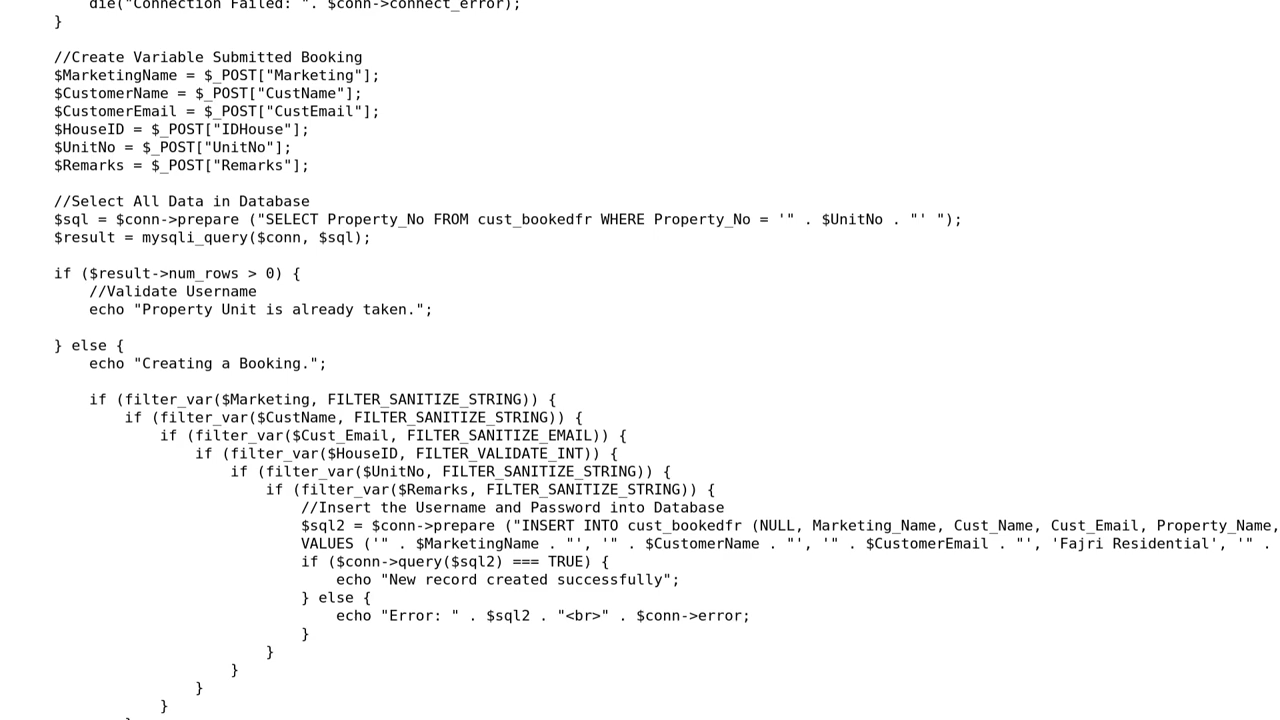 die("Connection Failed: ". $conn->connect_error);
}
//Create Variable Submitted Booking
$MarketingName = $_POST["Marketing"];
$CustomerName = $_POST["CustName"];
$CustomerEmail = $_POST["CustEmail"];
$HouseID = $_POST["IDHouse"];
$UnitNo = $_POST["UnitNo"];
$Remarks = $_POST["Remarks"];
//Select All Data in Database
$sql = $conn->prepare ("SELECT Property_No FROM cust_bookedfr WHERE Property_No = '" . $UnitNo . "' ");
$result = mysqli_query($conn, $sql);
if ($result->num_rows > 0) {
//Validate Username
echo "Property Unit is already taken.";
} else {
echo "Creating a Booking.";
if (filter_var($Marketing, FILTER_SANITIZE_STRING)) {
if (filter_var($CustName, FILTER_SANITIZE_STRING)) {
if (filter_var($Cust_Email, FILTER_SANITIZE_EMAIL)) {
if (filter_var($HouseID, FILTER_VALIDATE_INT)) {
if (filter_var($UnitNo, FILTER_SANITIZE_STRING)) {
if (filter_var($Remarks, FILTER_SANITIZE_STRING)) {
//Insert the Username and Password into Database
$sql2 = $conn->prepare ("INSERT INTO cust_bookedfr (NULL, Marketing_Name, Cust_Name, Cust_Email, Property_Name,
VALUES ('" . $MarketingName . "', '" . $CustomerName . "', '" . $CustomerEmail . "', 'Fajri Residential', '" .
if ($conn->query($sql2) === TRUE) {
echo "New record created successfully";
} else {
echo "Error: " . $sql2 . "<br>" . $conn->error;
}
}
}
}
}